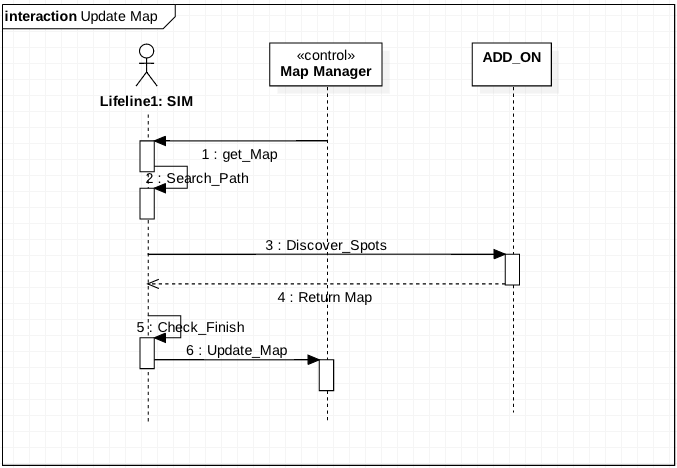 interaction Update Map
«control»
Map Manager
ADD_ON
Lifeline1: SIM
1 : get_Map
2 : Search_Path
3 : Discover_Spots
4 : Return Map
5 : Check_Finish
6 : Update_Map